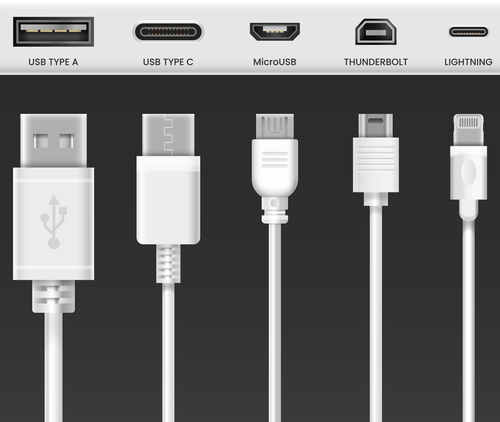 USB TYPE A
USB TYPE C
MicroUSB
THUNDERBOLT
LIGHTNING